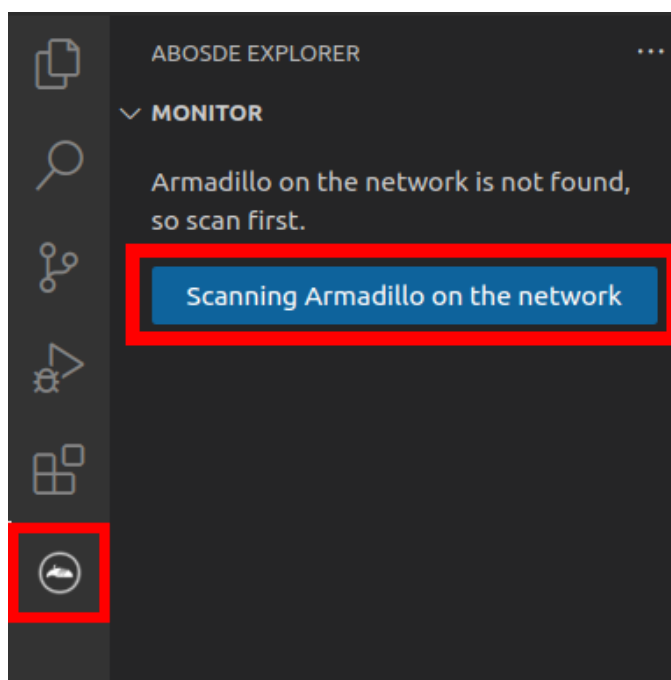 ABOSDE EXPLORER
MONITOR
Armadillo on the network is not found,
so scan first.
Scanning Armadillo on the network